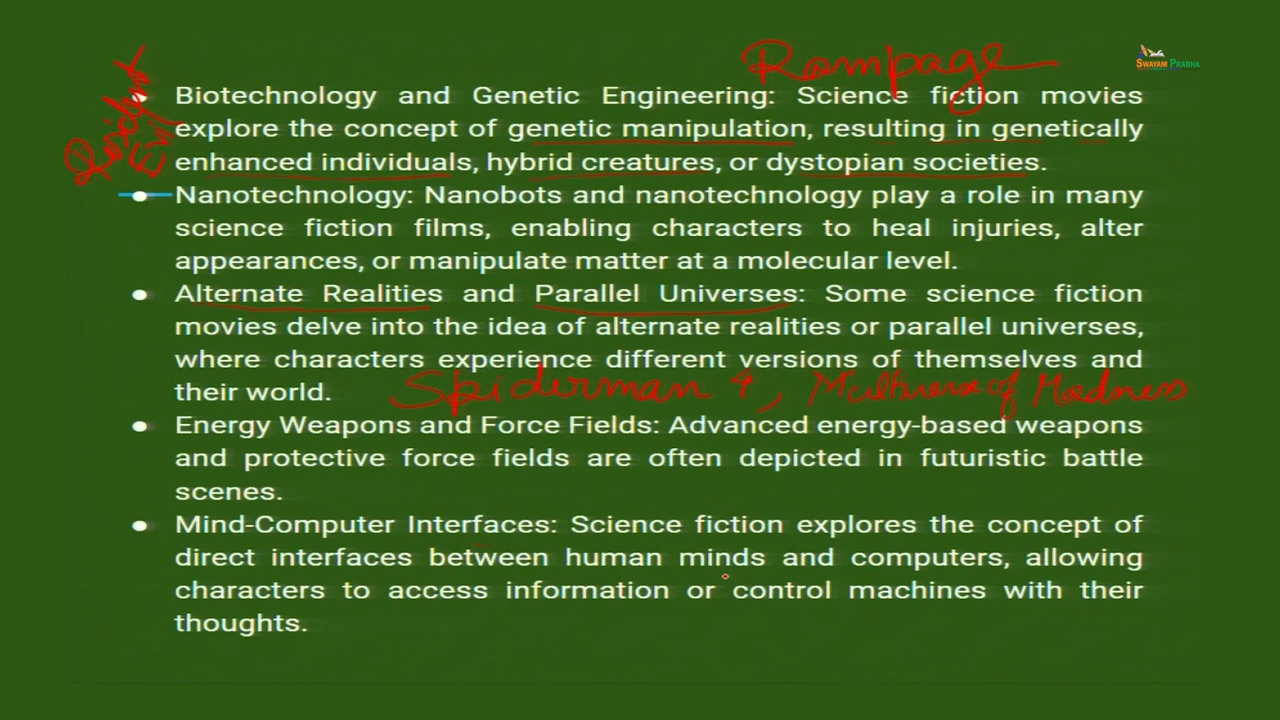 Rampage
SWAYAM PRABHA
Resident
Evil
Biotechnology and Genetic Engineering: Science fiction movies
explore the concept of genetic manipulation, resulting in genetically
enhanced individuals, hybrid creatures, or dystopian societies.
Nanotechnology: Nanobots and nanotechnology play a role in many
science fiction films, enabling characters to heal injuries, alter
appearances, or manipulate matter at a molecular level.
Alternate Realities and Parallel Universes: Some science fiction
movies delve into the idea of alternate realities or parallel universes,
where characters experience different versions of themselves and
their world.
Spiderman 4, Multiverse of Madness
Energy Weapons and Force Fields: Advanced energy-based weapons
and protective force fields are often depicted in futuristic battle
scenes.
Mind-Computer Interfaces: Science fiction explores the concept of
direct interfaces between human minds and computers, allowing
characters to access information or control machines with their
thoughts.